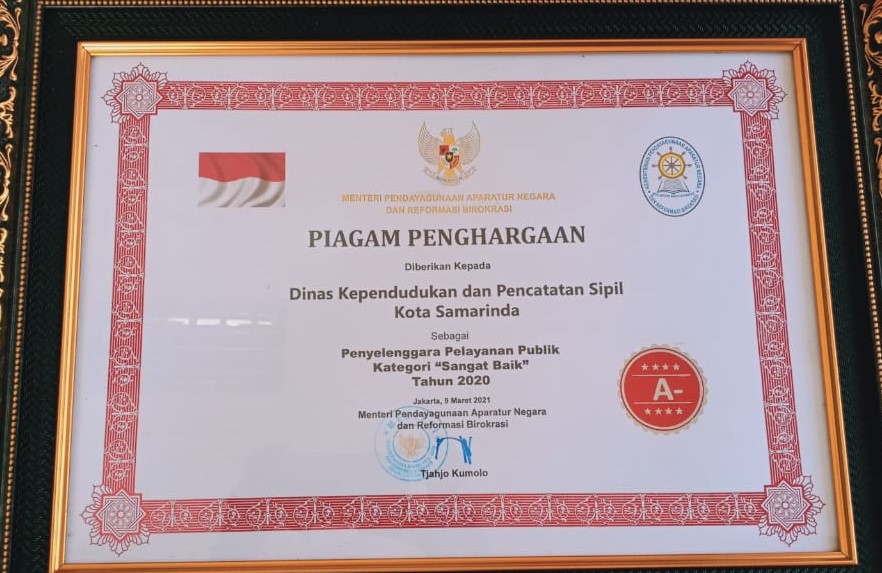 MENTERI PENDAYAGUNAAN APARATUR NEGARA
DAN REFORMASI BIROKRASI
PIAGAM PENGHARGAAN
Diberikan Kepada
Dinas Kependudukan dan Pencatatan Sipil
Kota Samarinda
Sebagai
Penyelenggara Pelayanan Publik
Kategori “Sangat Baik”
Tahun 2020
A-
Jakarta, 9 Maret 2021
Menteri Pendayagunaan Aparatur Negara
dan Reformasi Birokrasi
Tjahjo Kumolo